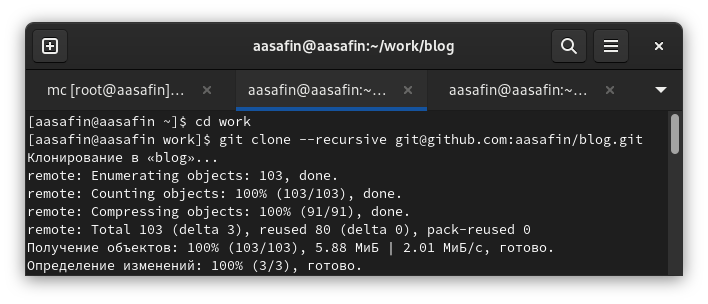 aasafin@aasafin:~/work/blog
mc [root@aasafin]... aasafin@aasafin:~... aasafin@aasafin:~...
[aasafin@aasafin ~]$ cd work
[aasafin@aasafin work]$ git clone --recursive git@github.com:aasafin/blog.git
Клонирование в «blog»...
remote: Enumerating objects: 103, done.
remote: Counting objects: 100% (103/103), done.
remote: Compressing objects: 100% (91/91), done.
remote: Total 103 (delta 3), reused 80 (delta 0), pack-reused 0
Получение объектов: 100% (103/103), 5.88 МиБ | 2.01 МиБ/с, готово.
Определение изменений: 100% (3/3), готово.